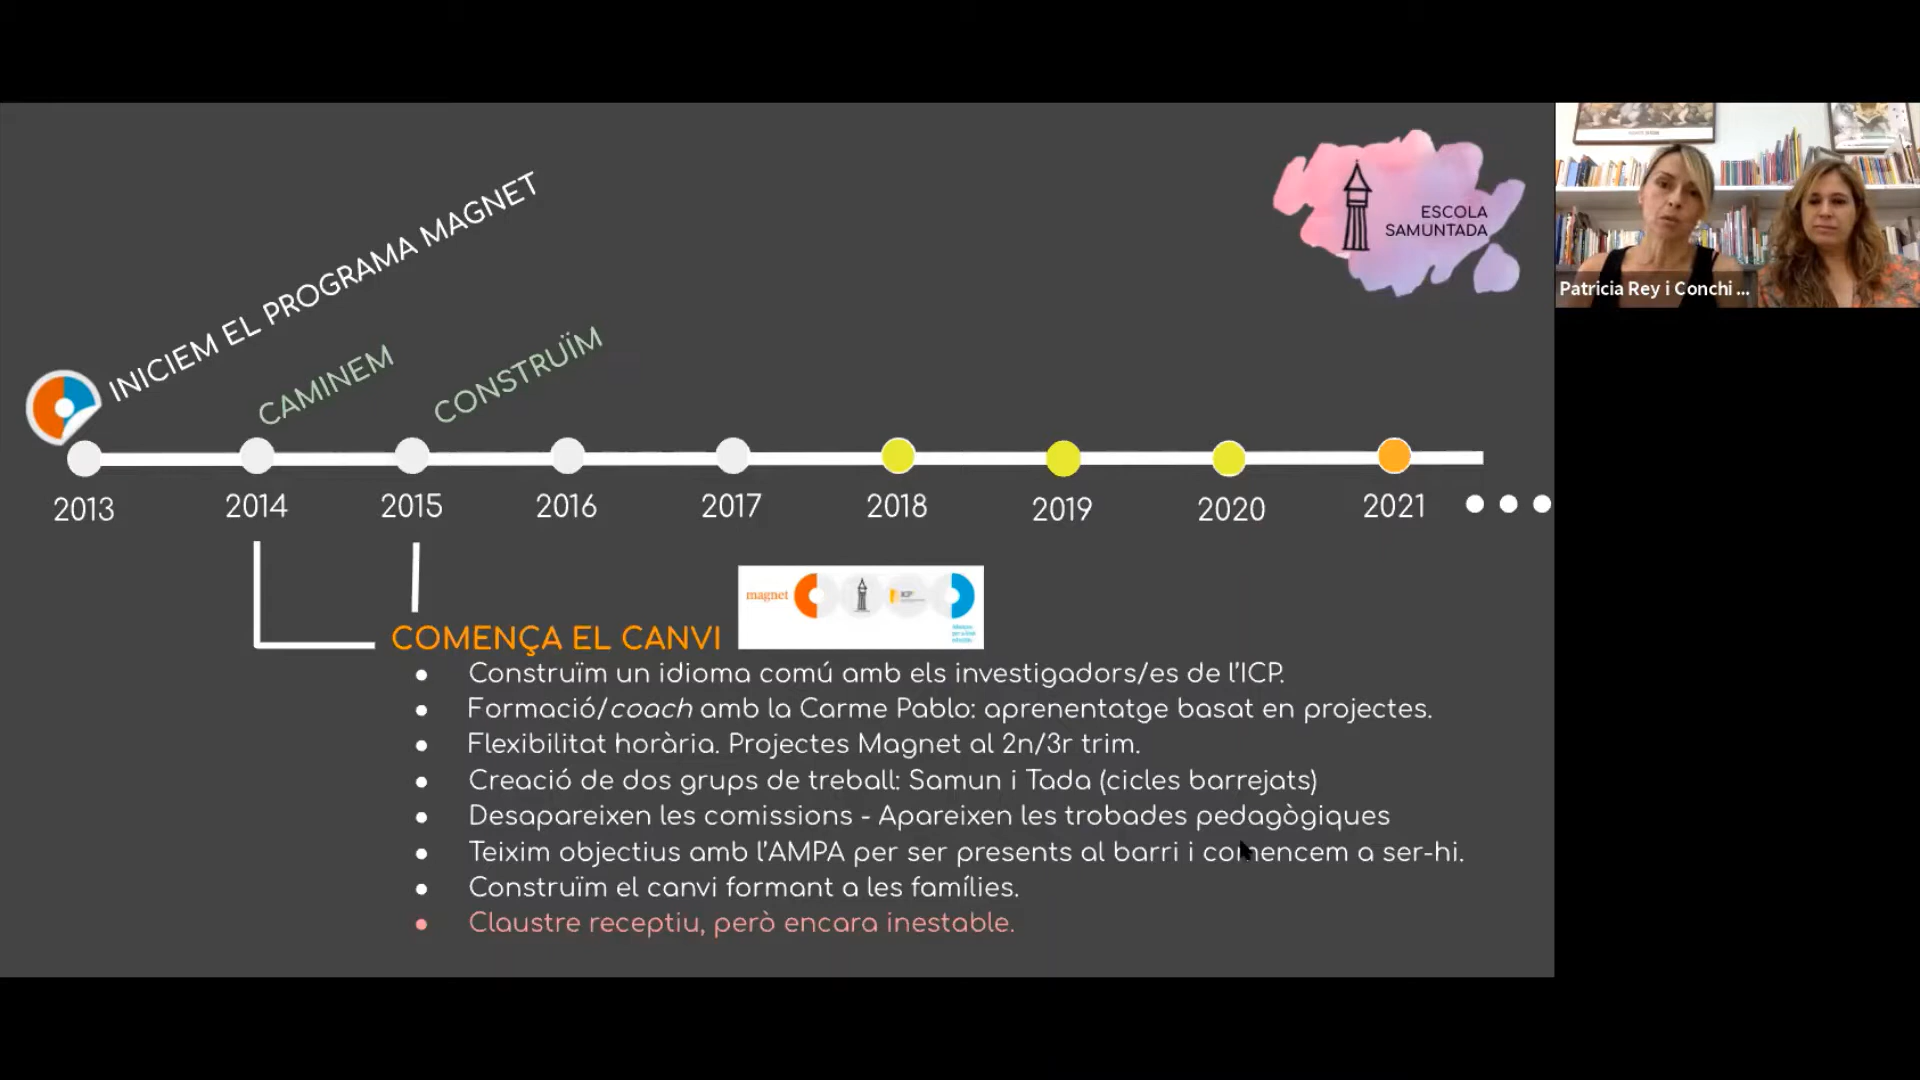 INICIEM EL PROGRAMA MAGNET
CAMINEM
CONSTRUÏM
ESCOLA
SAMUNTADA
Patricia Rey i Conchi ...
2013
2014
2015
2016
2017
2018
2019
2020
2021
magnet
ICP
COMENÇA EL CANVI
Construïm un idioma comú amb els investigadors/es de l'ICP.
Formació/coach amb la Carme Pablo: aprenentatge basat en projectes.
Flexibilitat horària. Projectes Magnet al 2n/3r trim.
Creació de dos grups de treball: Samun i Tada (cicles barrejats)
Desapareixen les comissions - Apareixen les trobades pedagògiques
Teixim objectius amb l'AMPA per ser presents al barri i comencem a ser-hi.
Construïm el canvi formant a les famílies.
Claustre receptiu, però encara inestable.